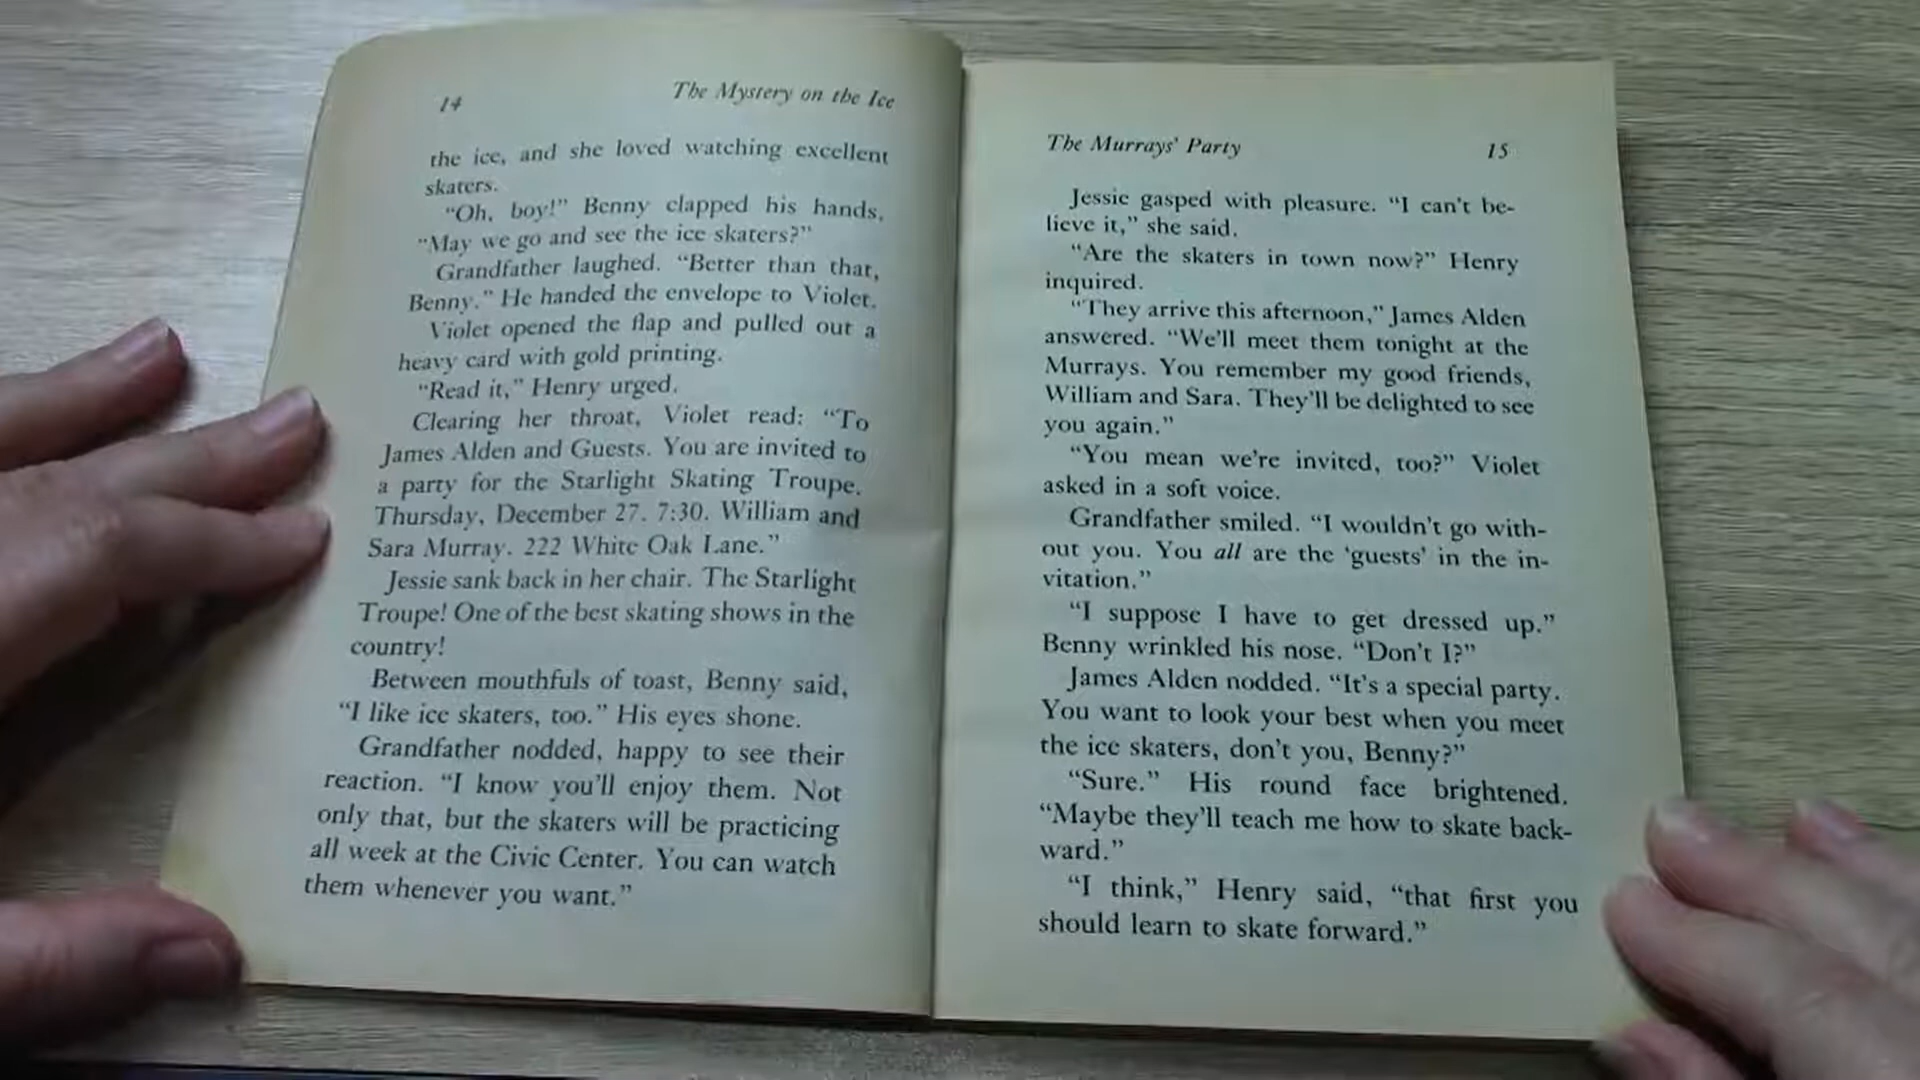 14
The Mystery on the Ice
the ice, and she loved watching excellent
skaters.
“Oh, boy!” Benny clapped his hands.
“May we go and see the ice skaters?”
Grandfather laughed. “Better than that,
Benny.” He handed the envelope to Violet.
Violet opened the flap and pulled out a
heavy card with gold printing.
“Read it,” Henry urged.
Clearing her throat, Violet read: “To
James Alden and Guests. You are invited to
a party for the Starlight Skating Troupe.
Thursday, December 27. 7:30. William and
Sara Murray. 222 White Oak Lane.”
Jessie sank back in her chair. The Starlight
Troupe! One of the best skating shows in the
country!
Between mouthfuls of toast, Benny said,
“I like ice skaters, too.” His eyes shone.
Grandfather nodded, happy to see their
reaction. “I know you’ll enjoy them. Not
only that, but the skaters will be practicing
all week at the Civic Center. You can watch
them whenever you want.”
The Murrays’ Party
15
Jessie gasped with pleasure. “I can’t be-
lieve it,” she said.
“Are the skaters in town now?” Henry
inquired.
“They arrive this afternoon,” James Alden
answered. “We’ll meet them tonight at the
Murrays. You remember my good friends,
William and Sara. They’ll be delighted to see
you again.”
“You mean we’re invited, too?” Violet
asked in a soft voice.
Grandfather smiled. “I wouldn’t go with-
out you. You all are the ‘guests’ in the in-
vitation.”
“I suppose I have to get dressed up.”
Benny wrinkled his nose. “Don’t I?”
James Alden nodded. “It’s a special party.
You want to look your best when you meet
the ice skaters, don’t you, Benny?”
“Sure.” His round face brightened.
“Maybe they’ll teach me how to skate back-
ward.”
“I think,” Henry said, “that first you
should learn to skate forward.”